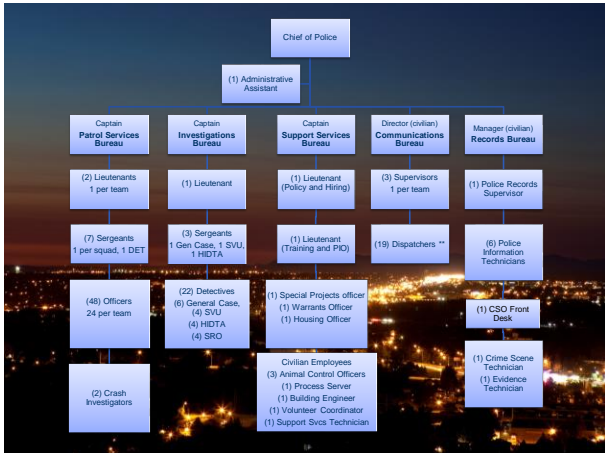 Chief of Police
(1) Administrative
Assistant
Captain
Patrol Services
Bureau
Captain
Investigations
Bureau
Captain
Support Services
Bureau
Director (civilian)
Communications
Bureau
Manager (civilian)
Records Bureau
(2) Lieutenants
1 per team
(1) Lieutenant
(1) Lieutenant
(Policy and Hiring)
(3) Supervisors
1 per team
(1) Police Records
Supervisor
(7) Sergeants
1 per squad, 1 DET
(3) Sergeants
1 Gen Case, 1 SVU,
1 HIDTA
(1) Lieutenant
(Training and PIO)
(19) Dispatchers **
(6) Police
Information
Technicians
(48) Officers
24 per team
(22) Detectives
(6) General Case,
(4) SVU
(4) HIDTA
(4) SRO
(1) Special Projects officer
(1) Warrants Officer
(1) Housing Officer
(1) CSO Front
Desk
(2) Crash
Investigators
Civilian Employees
(3) Animal Control Officers
(1) Process Server
(1) Building Engineer
(1) Volunteer Coordinator
(1) Support Svcs Technician
(1) Crime Scene
Technician
(1) Evidence
Technician